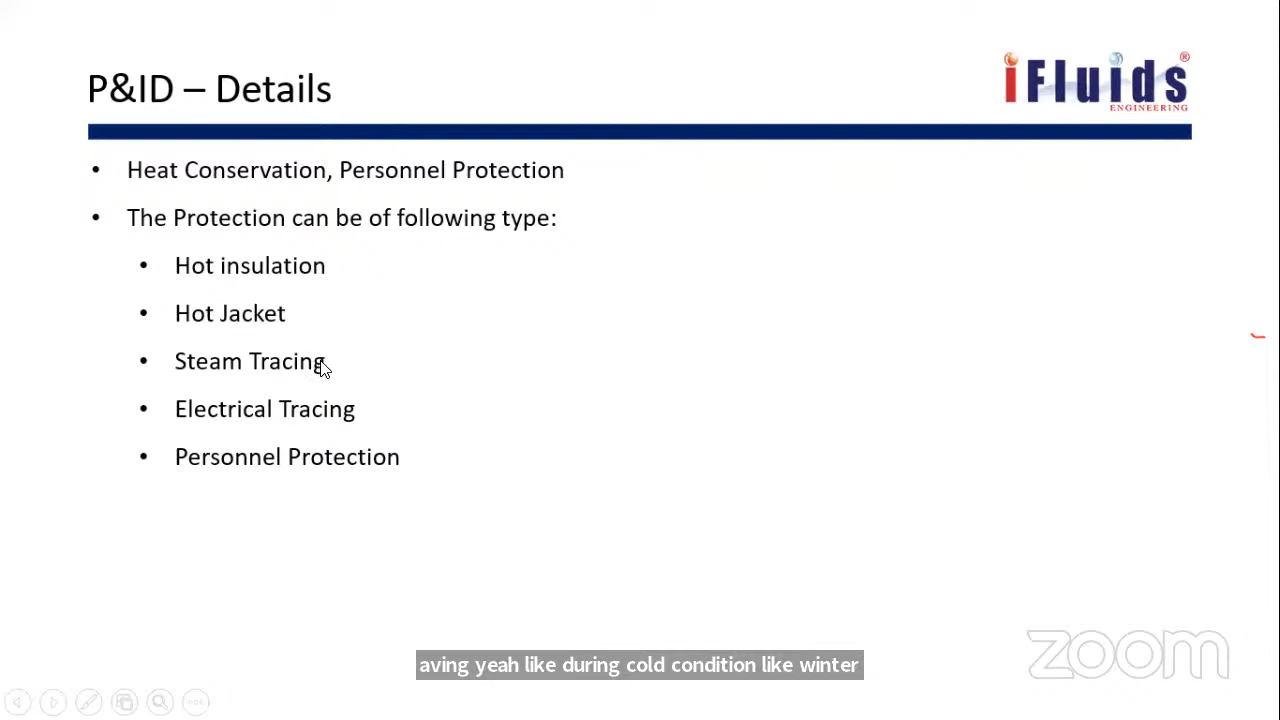 P&ID – Details
iFluids®
ENGINEERING
• Heat Conservation, Personnel Protection
• The Protection can be of following type:
• Hot insulation
• Hot Jacket
• Steam Tracing
• Electrical Tracing
• Personnel Protection
aving yeah like during cold condition like winter
zoom